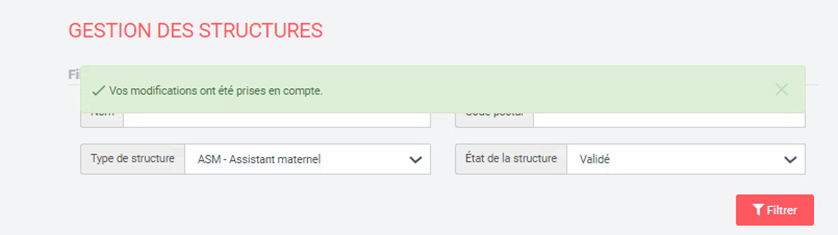 GESTION DES STRUCTURES
Vos modifications ont été prises en compte.
Nom
Code postal
Type de structure
ASM - Assistant maternel
État de la structure
Validé
Filtrer